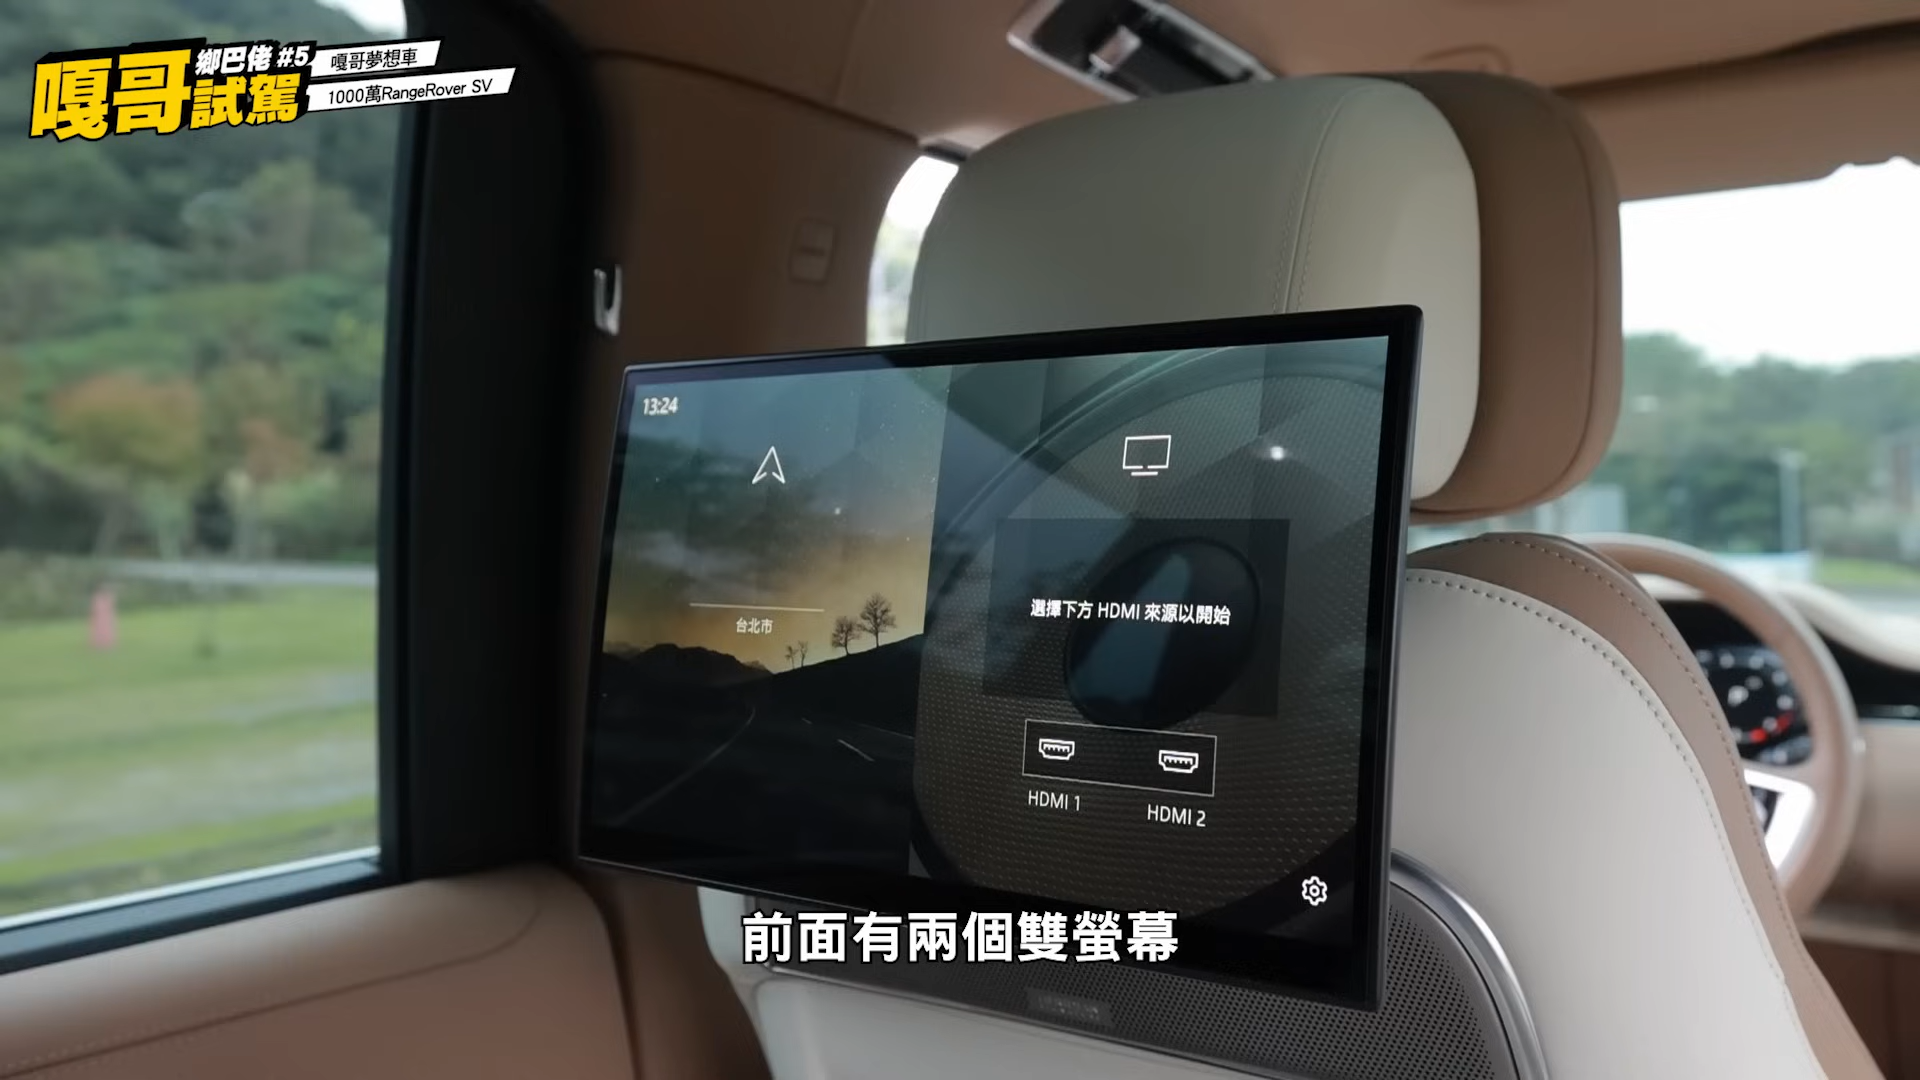 鄉巴佬 #5
嘎哥試駕
嘎哥夢想車
1000萬RangeRover SV
13:24
台北市
選擇下方 HDMI 來源以開始
HDMI 1
HDMI 2
前面有兩個雙螢幕